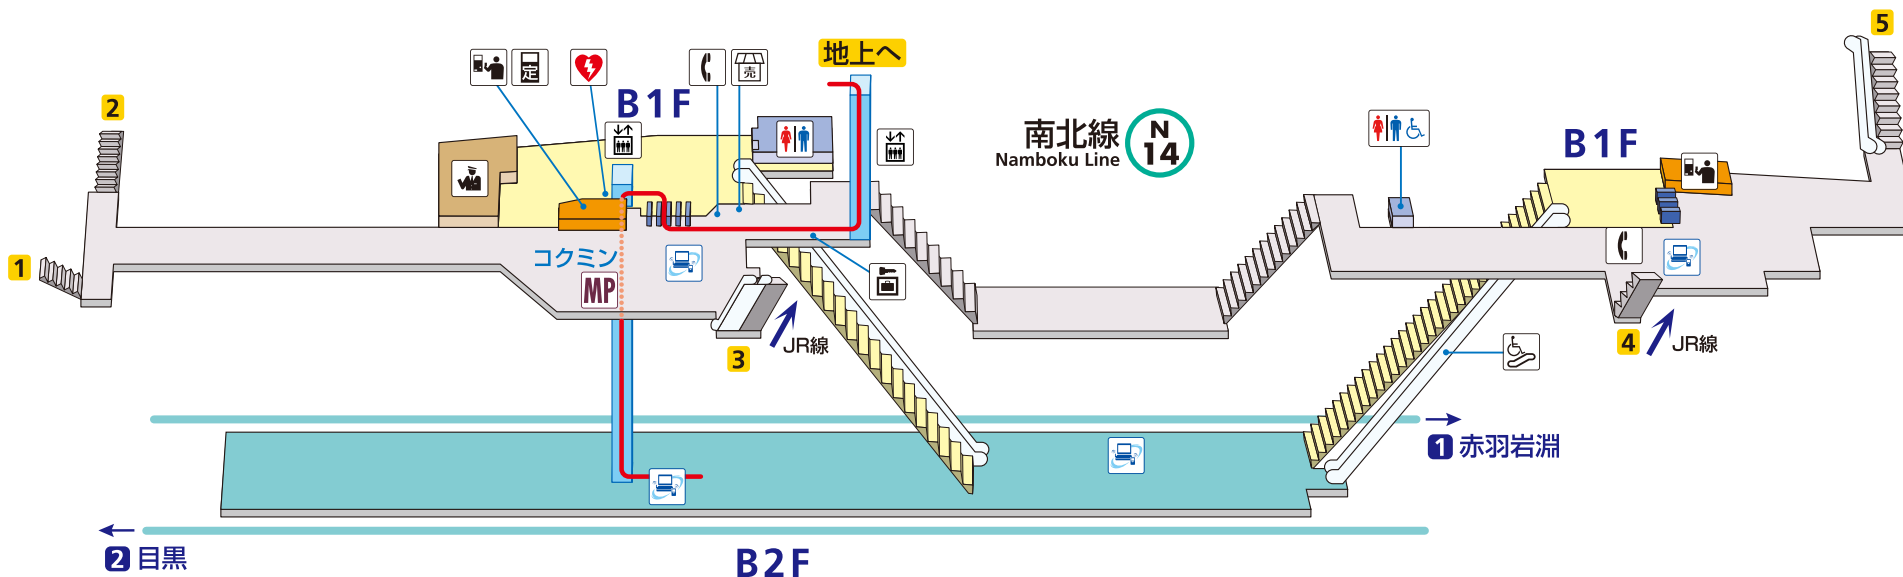 5
地上へ
2
定
売
B1F
南北線
Namboku Line
N
14
B1F
1
コクミン
MP
3
JR線
4
JR線
1 赤羽岩淵
2 目黒
B2F